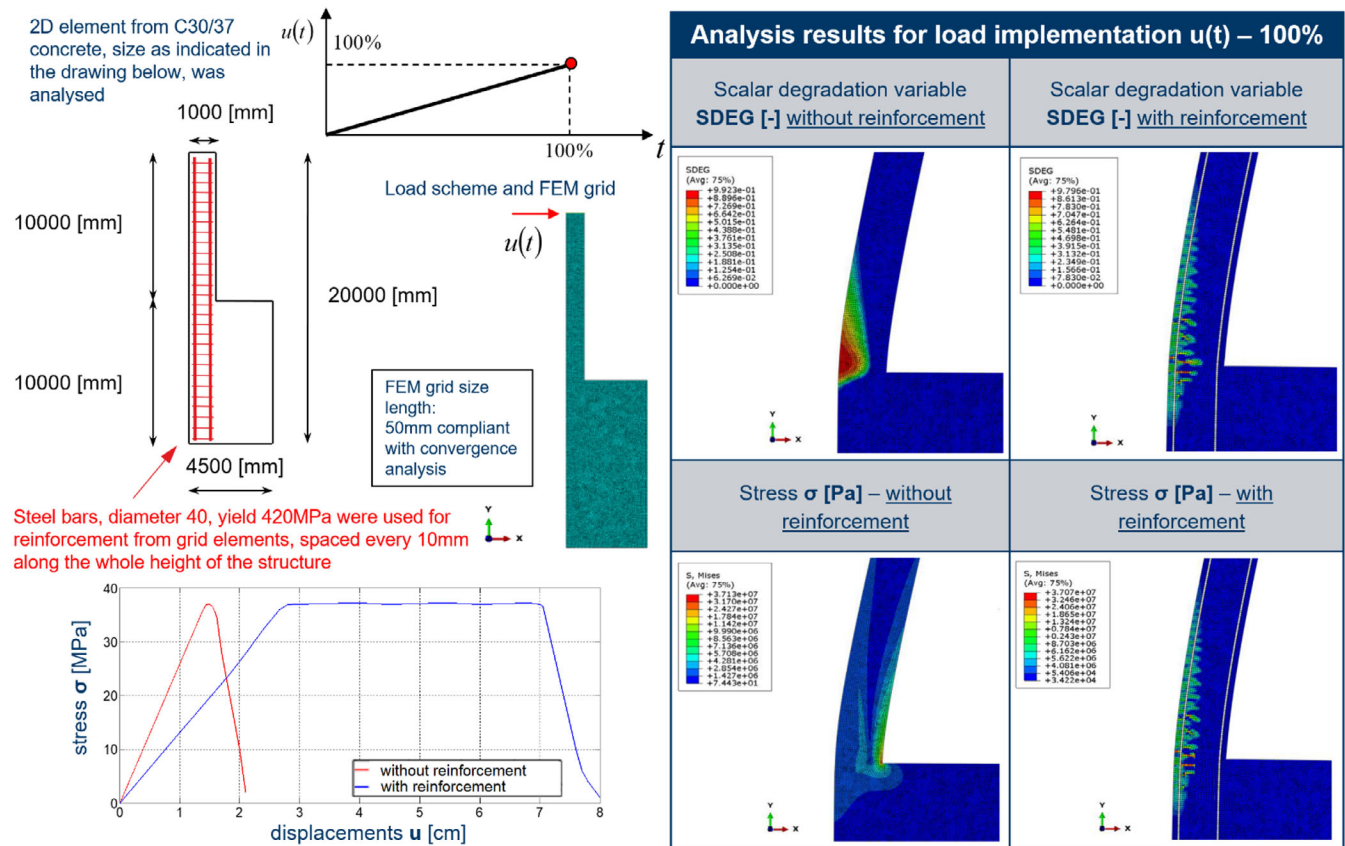 2D element from C30/37
concrete, size as indicated in
the drawing below, was
analysed
u(t)
100%
100%
t
1000 [mm]
10000 [mm]
10000 [mm]
20000 [mm]
4500 [mm]
Load scheme and FEM grid
u(t)
FEM grid size
length:
50mm compliant
with convergence
analysis
Y
X
Steel bars, diameter 40, yield 420MPa were used for
reinforcement from grid elements, spaced every 10mm
along the whole height of the structure
stress σ [MPa]
40
30
20
10
0
0 1 2 3 4 5 6 7 8
without reinforcement
with reinforcement
displacements u [cm]
Analysis results for load implementation u(t) – 100%
Scalar degradation variable
SDEG [-] without reinforcement
Scalar degradation variable
SDEG [-] with reinforcement
SDEG
(Avg: 75%)
+9.923e-01
+8.896e-01
+7.269e-01
+6.642e-01
+5.015e-01
+4.388e-01
+3.761e-01
+3.135e-01
+2.508e-01
+1.881e-01
+1.254e-01
+6.269e-02
+0.000e+00
Y
X
SDEG
(Avg: 75%)
+9.796e-01
+8.613e-01
+7.830e-01
+7.047e-01
+6.264e-01
+5.481e-01
+4.698e-01
+3.915e-01
+3.132e-01
+2.349e-01
+1.566e-01
+7.830e-02
+0.000e+00
Y
X
Stress σ [Pa] – without
reinforcement
Stress σ [Pa] – with
reinforcement
S, Mises
(Avg: 75%)
+3.713e+07
+3.170e+07
+2.427e+07
+1.784e+07
+1.142e+07
+9.990e+06
+8.563e+06
+7.136e+06
+5.708e+06
+4.281e+06
+2.854e+06
+1.427e+06
+7.443e+01
Y
X
S, Mises
(Avg: 75%)
+3.707e+07
+3.246e+07
+2.406e+07
+1.865e+07
+1.324e+07
+0.784e+07
+0.243e+07
+8.703e+06
+6.162e+06
+5.622e+06
+4.081e+06
+5.406e+04
+3.422e+04
Y
X